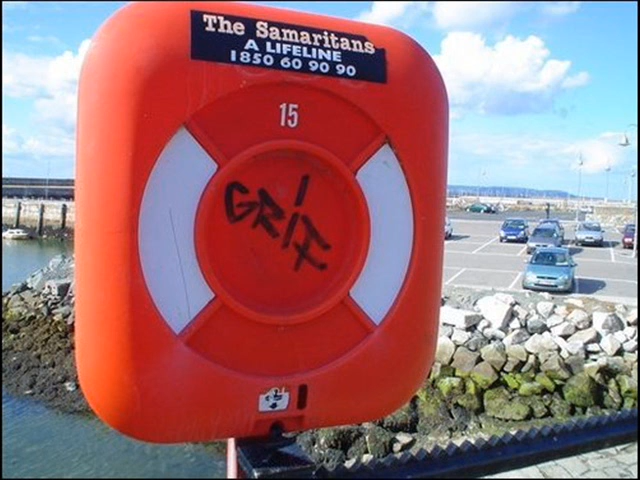 The Samaritans
A LIFELINE
1850 60 90 90
15
GRIF